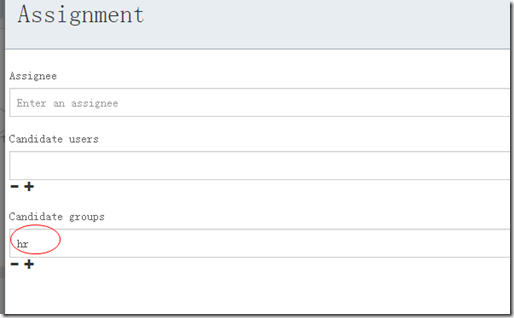 Assignment
Assignee
Enter an assignee
Candidate users
Candidate groups
hr